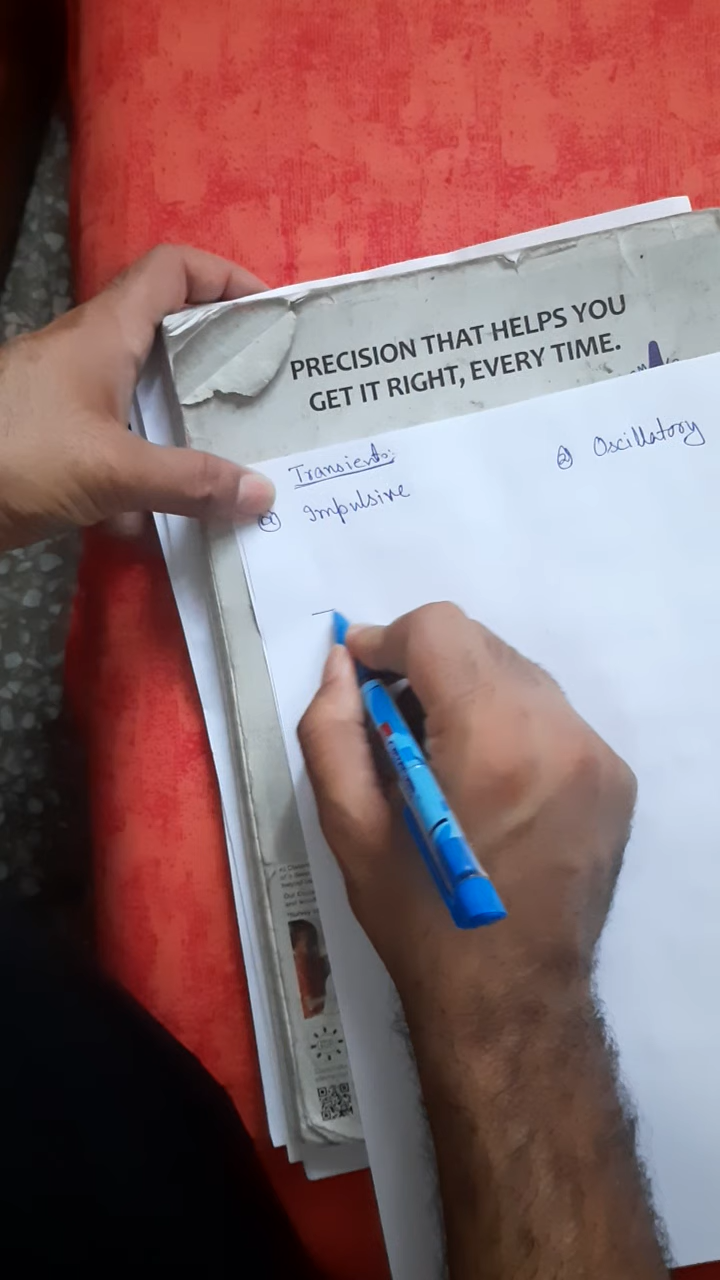 PRECISION THAT HELPS YOU
GET IT RIGHT, EVERY TIME.
Transients:
(a) Impulsive
(2) Oscillatory